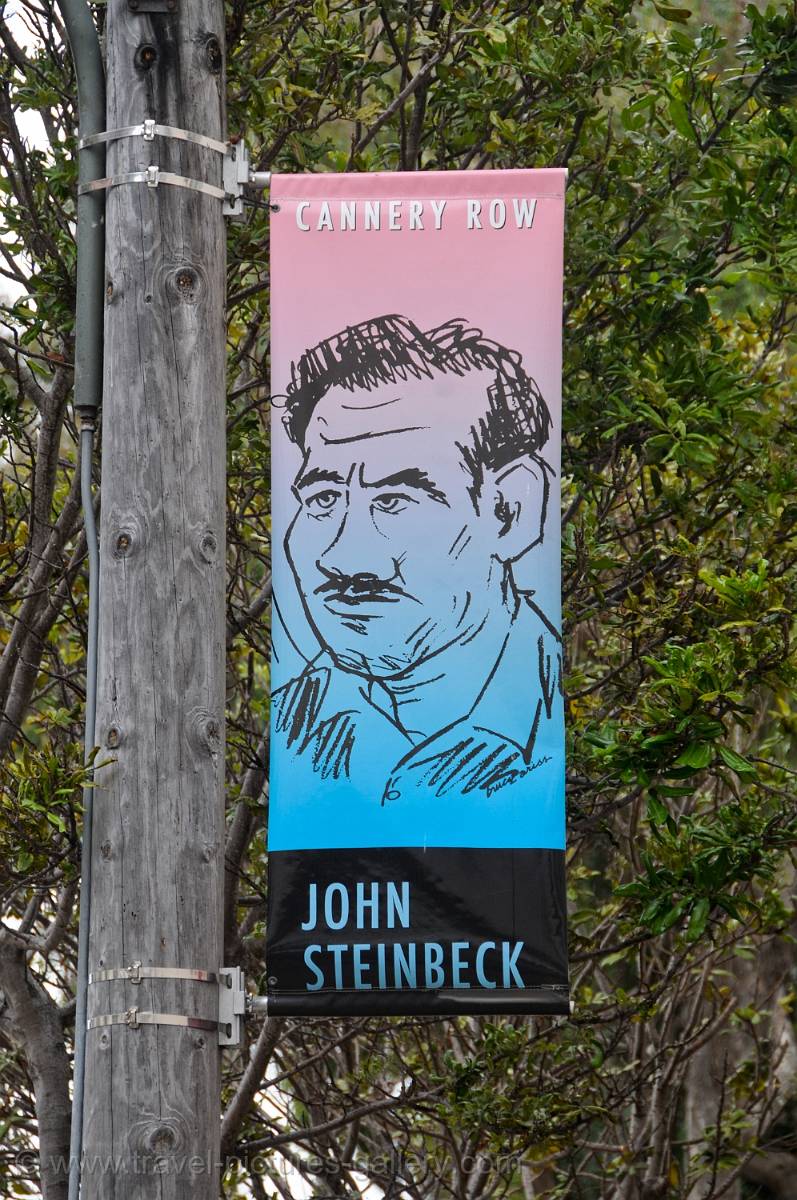 CANNERY ROW
JOHN
STEINBECK
© www.travel-pictures-gallery.com